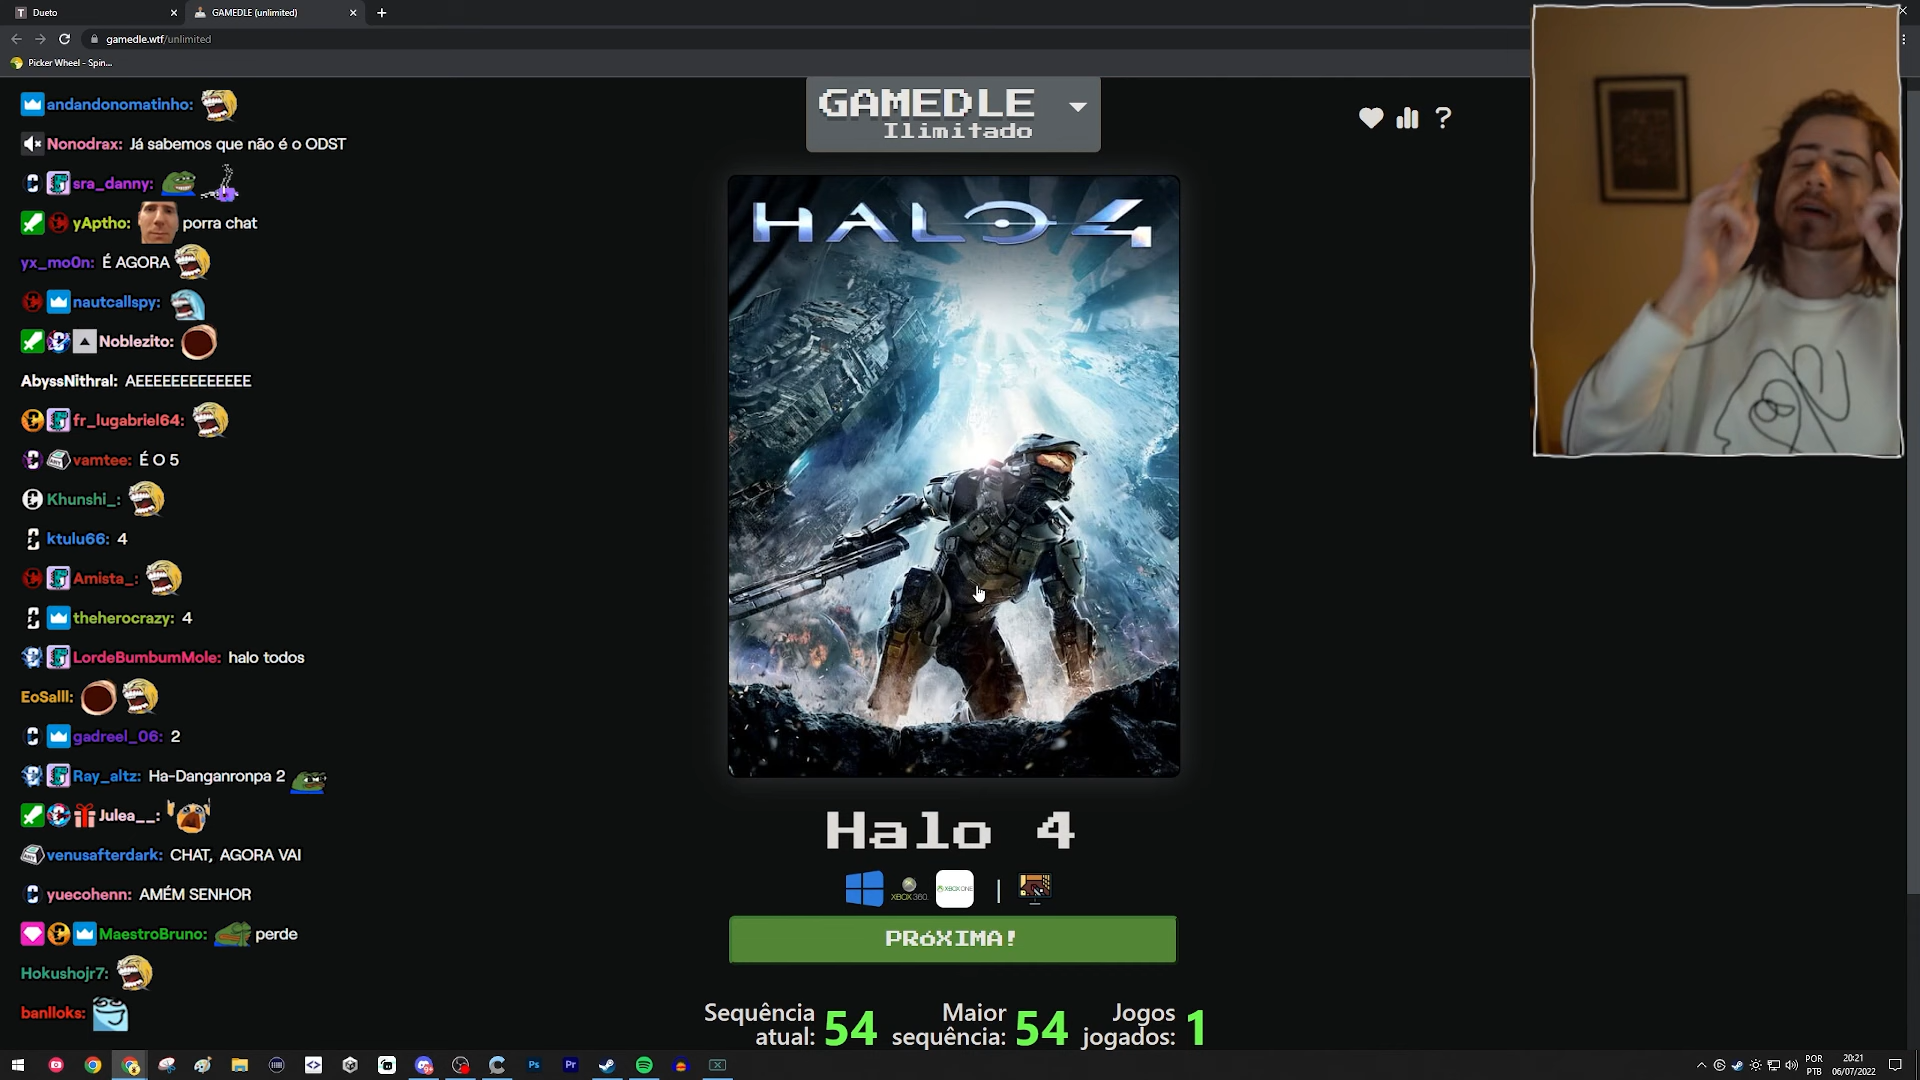 Dueto
GAMEDLE (unlimited)
gamedle.wtf/unlimited
Picker Wheel - Spin...
andandonomatinho:
Nonodrax: Já sabemos que não é o ODST
sra_danny:
yAptho: porra chat
yx_mo0n: É AGORA
nautcallspy:
Noblezito:
AbyssNithral: AEEEEEEEEEEEEE
fr_lugabriel64:
vamtee: É O 5
Khunshi_:
ktulu66: 4
Amista_:
theherocrazy: 4
LordeBumbumMole: halo todos
EoSalll:
gadreel_06: 2
Ray_altz: Ha-Danganronpa 2
Julea__:
venusafterdark: CHAT, AGORA VAI
yuecohenn: AMÉM SENHOR
MaestroBruno: perde
Hokushojr7:
banlloks:
GAMEDLE
Ilimitado
HALO 4
Halo 4
XBOX 360
XBOX ONE
PRóXIMA!
Sequência atual: 54
Maior sequência: 54
Jogos jogados: 1
POR
PTB
20:21
06/07/2022